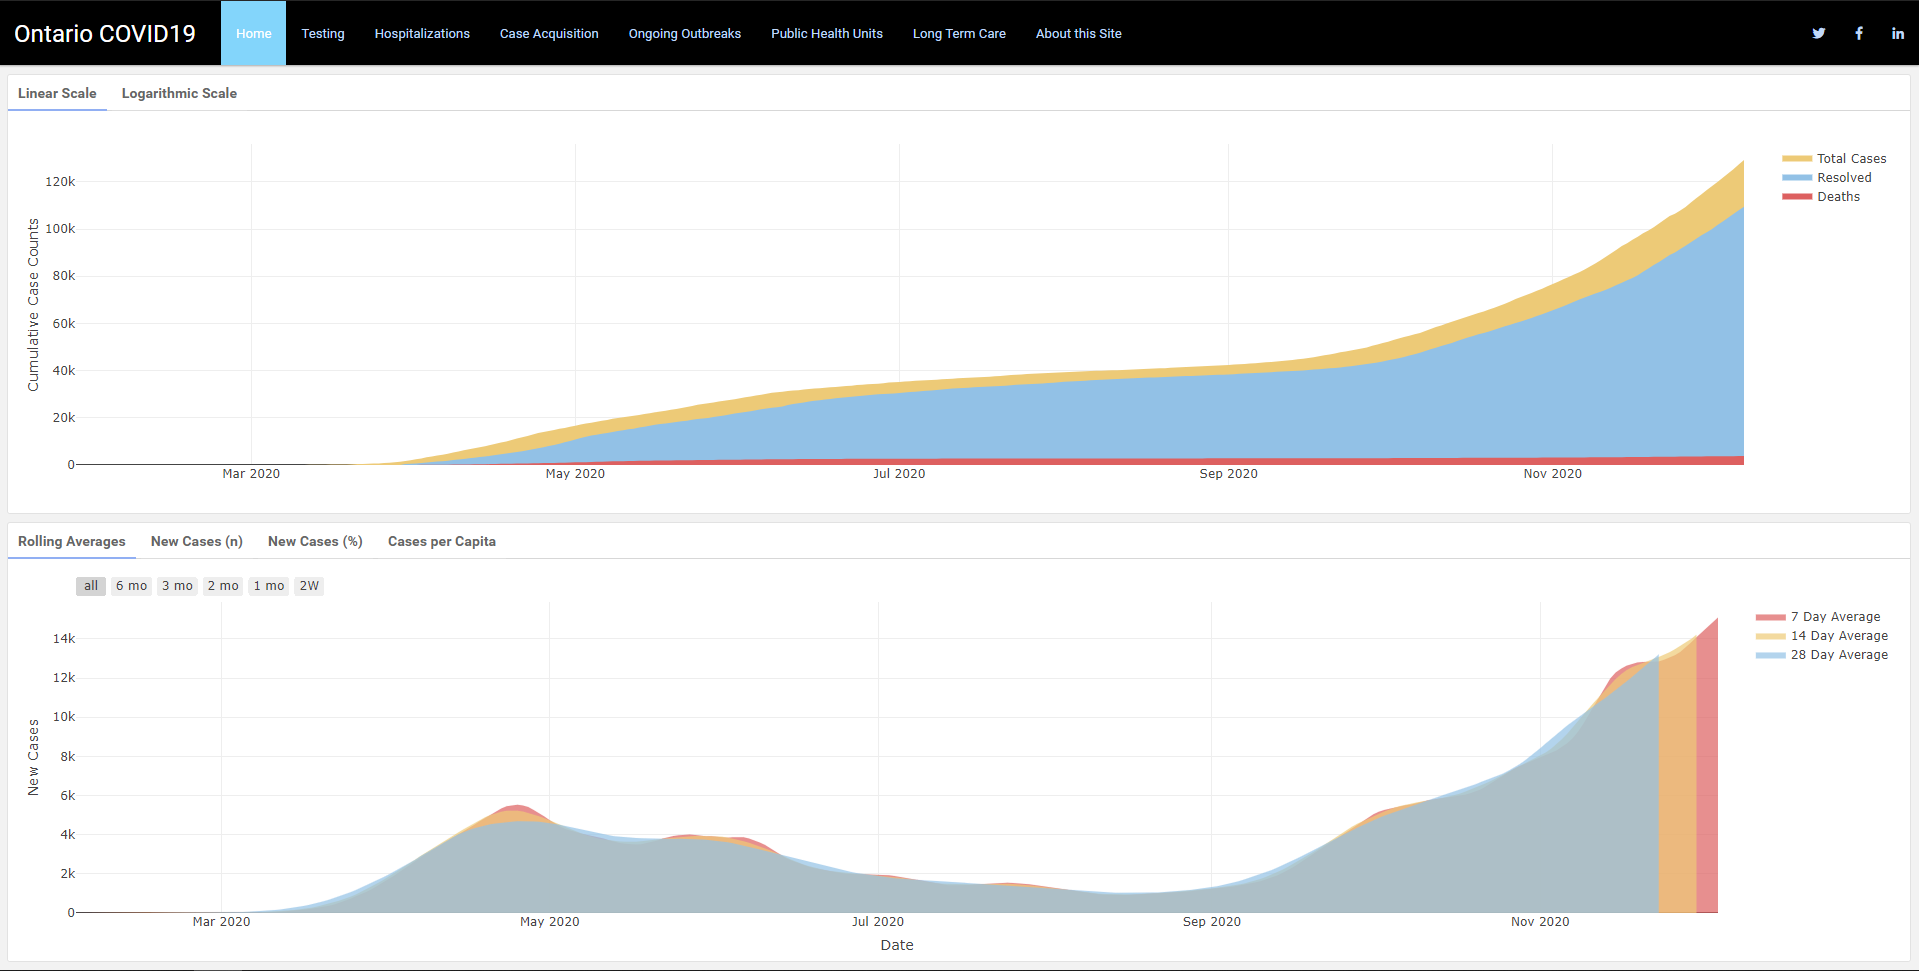 Ontario COVID19 Home Testing Hospitalizations Case Acquisition Ongoing Outbreaks Public Health Units Long Term Care About this Site
Linear Scale Logarithmic Scale
Total Cases
Resolved
Deaths
Cumulative Case Counts
120k
100k
80k
60k
40k
20k
0
Mar 2020 May 2020 Jul 2020 Sep 2020 Nov 2020
Rolling Averages New Cases (n) New Cases (%) Cases per Capita
all 6 mo 3 mo 2 mo 1 mo 2W
7 Day Average
14 Day Average
28 Day Average
New Cases
14k
12k
10k
8k
6k
4k
2k
0
Mar 2020 May 2020 Jul 2020 Sep 2020 Nov 2020
Date